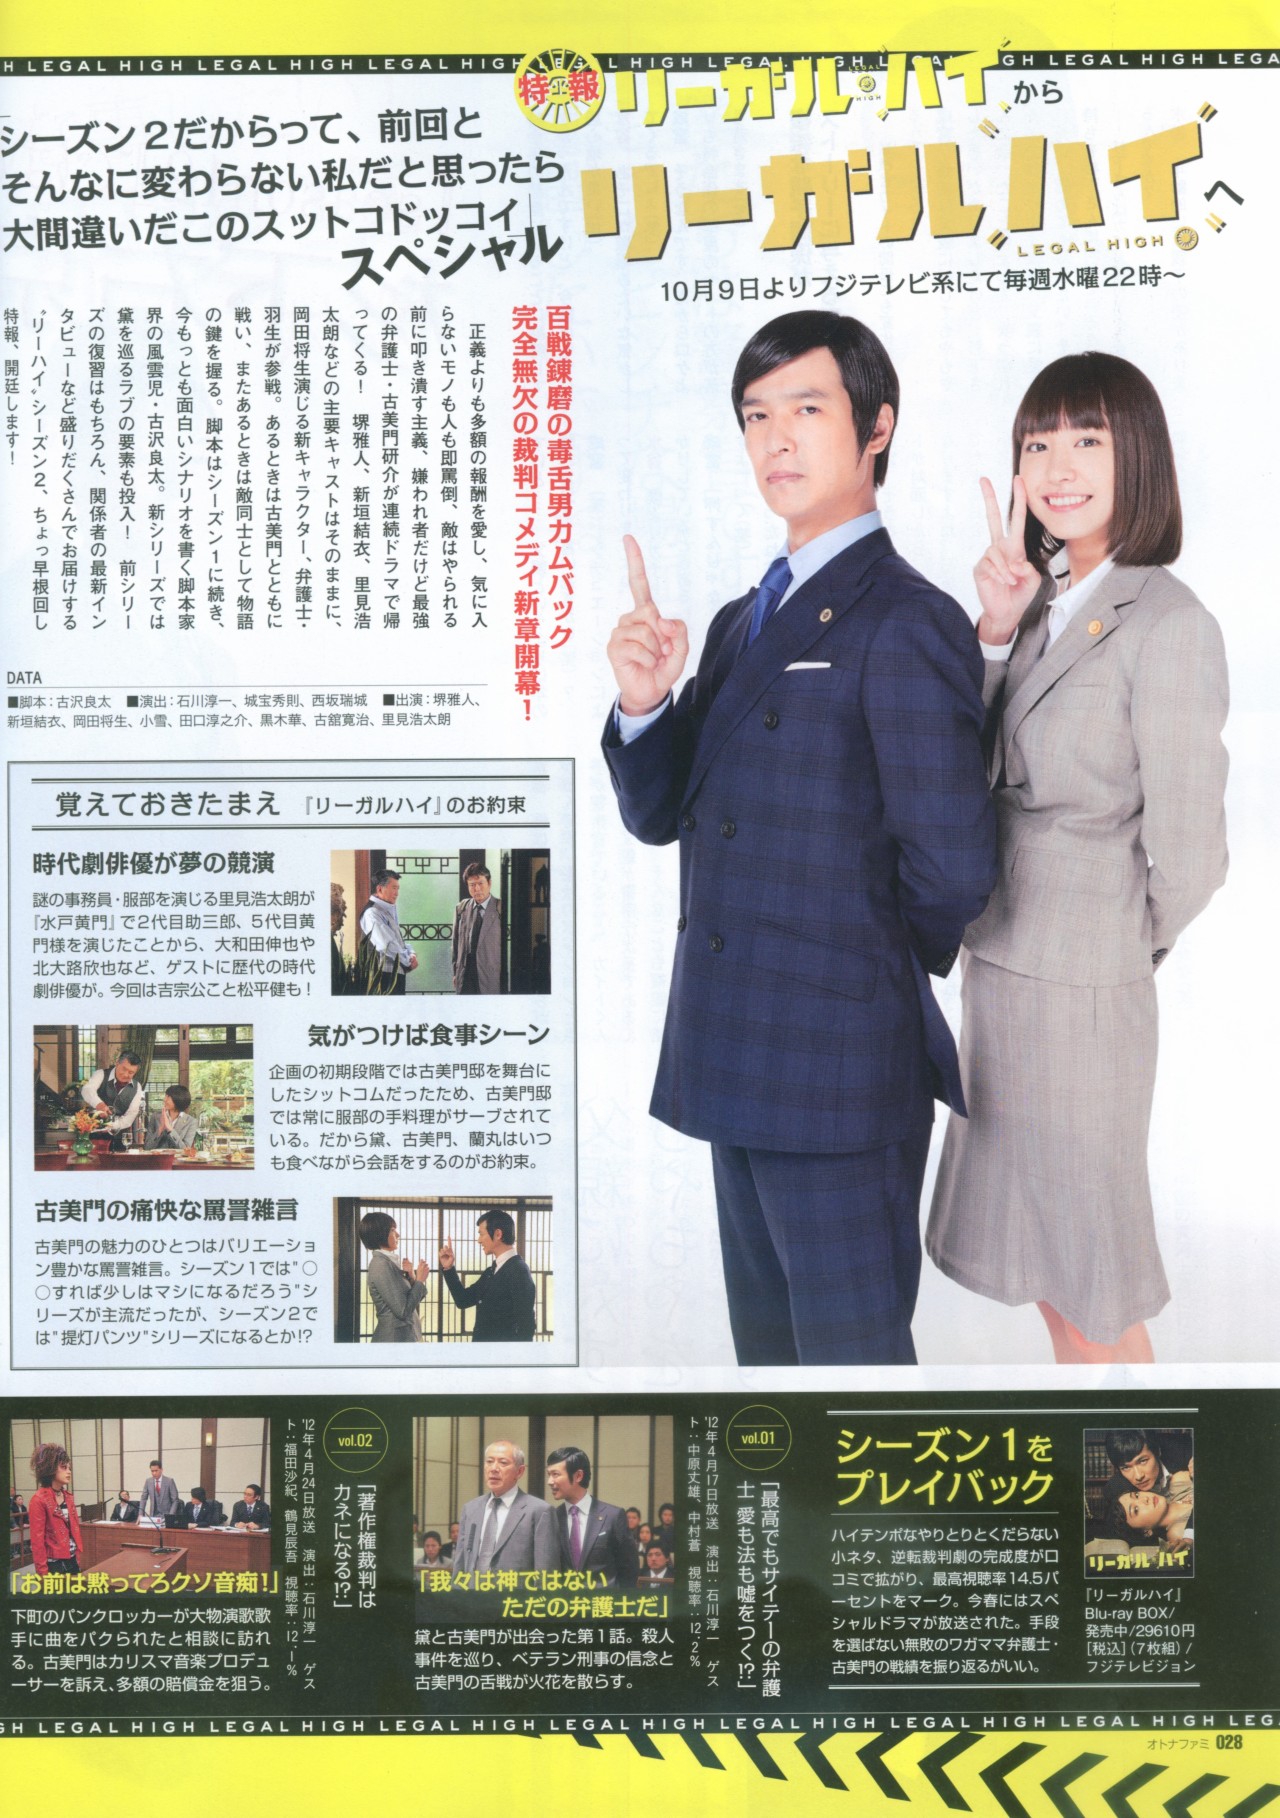 H LEGAL HIGH LEGAL HIGH LEGAL HIGH LEGAL HIGH LEGAL HIGH LEGAL HIGH LEGA
特報
リーガル・ハイ
LEGAL HIGH
から
リーガルハイ
LEGAL HIGH
へ
10月9日よりフジテレビ系にて毎週水曜22時〜
「シーズン2だからって、前回と
そんなに変わらない私だと思ったら
大間違いだこのスットコドッコイ」
スペシャル
百戦錬磨の毒舌男カムバック
完全無欠の裁判コメディ新章開幕！
正義よりも多額の報酬を愛し、気に入
らないモノも人も即罵倒、敵はやられる
前に叩き潰す主義、嫌われ者だけど最強
の弁護士・古美門研介が連続ドラマで帰
ってくる！　堺雅人、新垣結衣、里見浩
太朗などの主要キャストはそのままに、
岡田将生演じる新キャラクター、弁護士・
羽生が参戦。あるときは古美門とともに
戦い、またあるときは敵同士として物語
の鍵を握る。脚本はシーズン1に続き、
今もっとも面白いシナリオを書く脚本家
界の風雲児・古沢良太。新シリーズでは
黛を巡るラブの要素も投入！　前シリー
ズの復習はもちろん、関係者の最新イン
タビューなど盛りだくさんでお届けする
〝リーハイ〟シーズン2、ちょっ早根回し
特報、開廷します！
DATA
■脚本：古沢良太　■演出：石川淳一、城宝秀則、西坂瑞城　■出演：堺雅人、
新垣結衣、岡田将生、小雪、田口淳之介、黒木華、古舘寛治、里見浩太朗
覚えておきたまえ　『リーガルハイ』のお約束
時代劇俳優が夢の競演
謎の事務員・服部を演じる里見浩太朗が
『水戸黄門』で2代目助三郎、5代目黄
門様を演じたことから、大和田伸也や
北大路欣也など、ゲストに歴代の時代
劇俳優が。今回は吉宗公こと松平健も！
気がつけば食事シーン
企画の初期段階では古美門邸を舞台に
したシットコムだったため、古美門邸
では常に服部の手料理がサーブされて
いる。だから黛、古美門、蘭丸はいつ
も食べながら会話をするのがお約束。
古美門の痛快な罵詈雑言
古美門の魅力のひとつはバリエーショ
ン豊かな罵詈雑言。シーズン1では"○
○すれば少しはマシになるだろう"シ
リーズが主流だったが、シーズン2で
は"提灯パンツ"シリーズになるとか!?
シーズン1を
プレイバック
ハイテンポなやりとりとくだらない
小ネタ、逆転裁判劇の完成度が口
コミで拡がり、最高視聴率14.5パ
ーセントをマーク。今春にはスペ
シャルドラマが放送された。手段
を選ばない無敗のワガママ弁護士・
古美門の戦績を振り返るがいい。
リーガル・ハイ
『リーガルハイ』
Blu-ray BOX/
発売中/29610円
[税込]（7枚組）/
フジテレビジョン
vol.01
「最高でもサイテーの弁護
士 愛も法も嘘をつく!?」
'12年4月17日放送　演出：石川淳一　ゲス
ト：中原丈雄、中村蒼　視聴率：12.2%
「我々は神ではない
ただの弁護士だ」
黛と古美門が出会った第1話。殺人
事件を巡り、ベテラン刑事の信念と
古美門の舌戦が火花を散らす。
vol.02
「著作権裁判は
カネになる!?」
'12年4月24日放送　演出：石川淳一　ゲス
ト：福田沙紀、鶴見辰吾　視聴率：12.1%
「お前は黙ってろクソ音痴！」
下町のパンクロッカーが大物演歌歌
手に曲をパクられたと相談に訪れ
る。古美門はカリスマ音楽プロデュ
ーサーを訴え、多額の賠償金を狙う。
GH LEGAL HIGH LEGAL HIGH LEGAL HIGH LEGAL HIGH LEGAL HIGH LEGAL HIGH LEG
オトナファミ 028